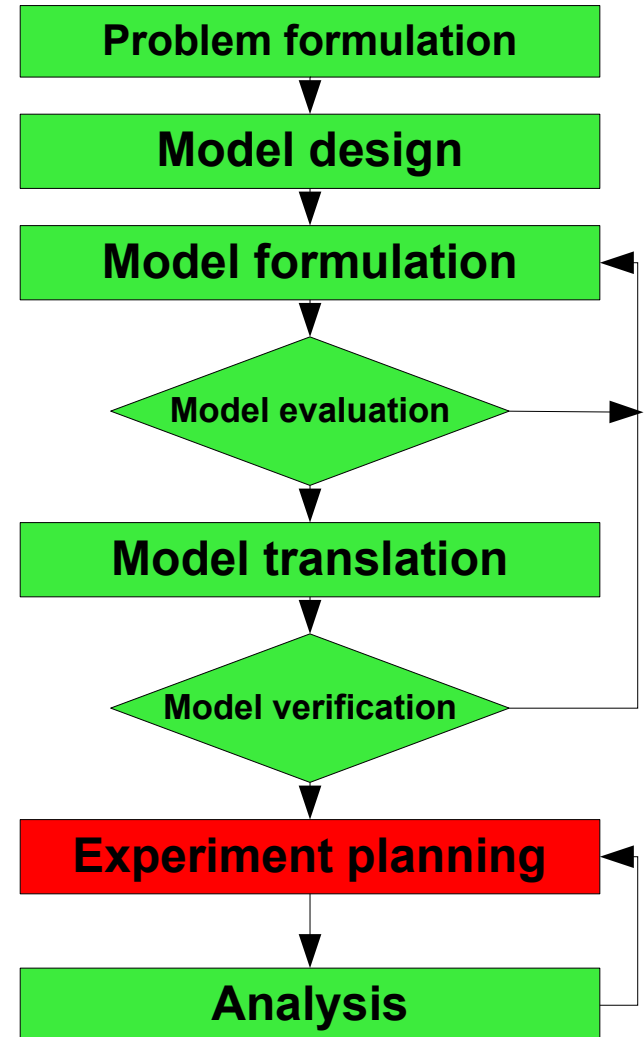 Problem formulation
Model design
Model formulation
Model evaluation
Model translation
Model verification
Experiment planning
Analysis